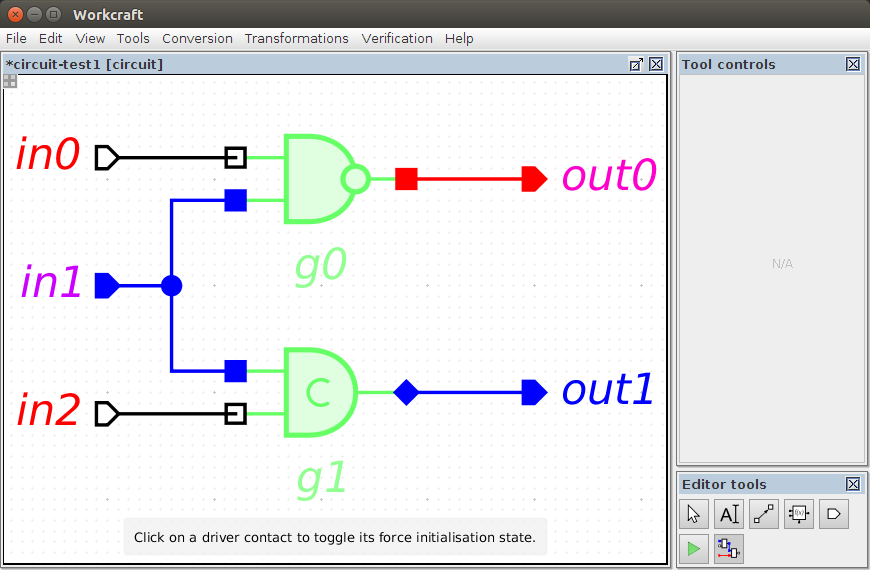 Workcraft
File Edit View Tools Conversion Transformations Verification Help
*circuit-test1 [circuit]
in0
out0
g0
in1
C
out1
in2
g1
Click on a driver contact to toggle its force initialisation state.
Tool controls
N/A
Editor tools
A
f(x)